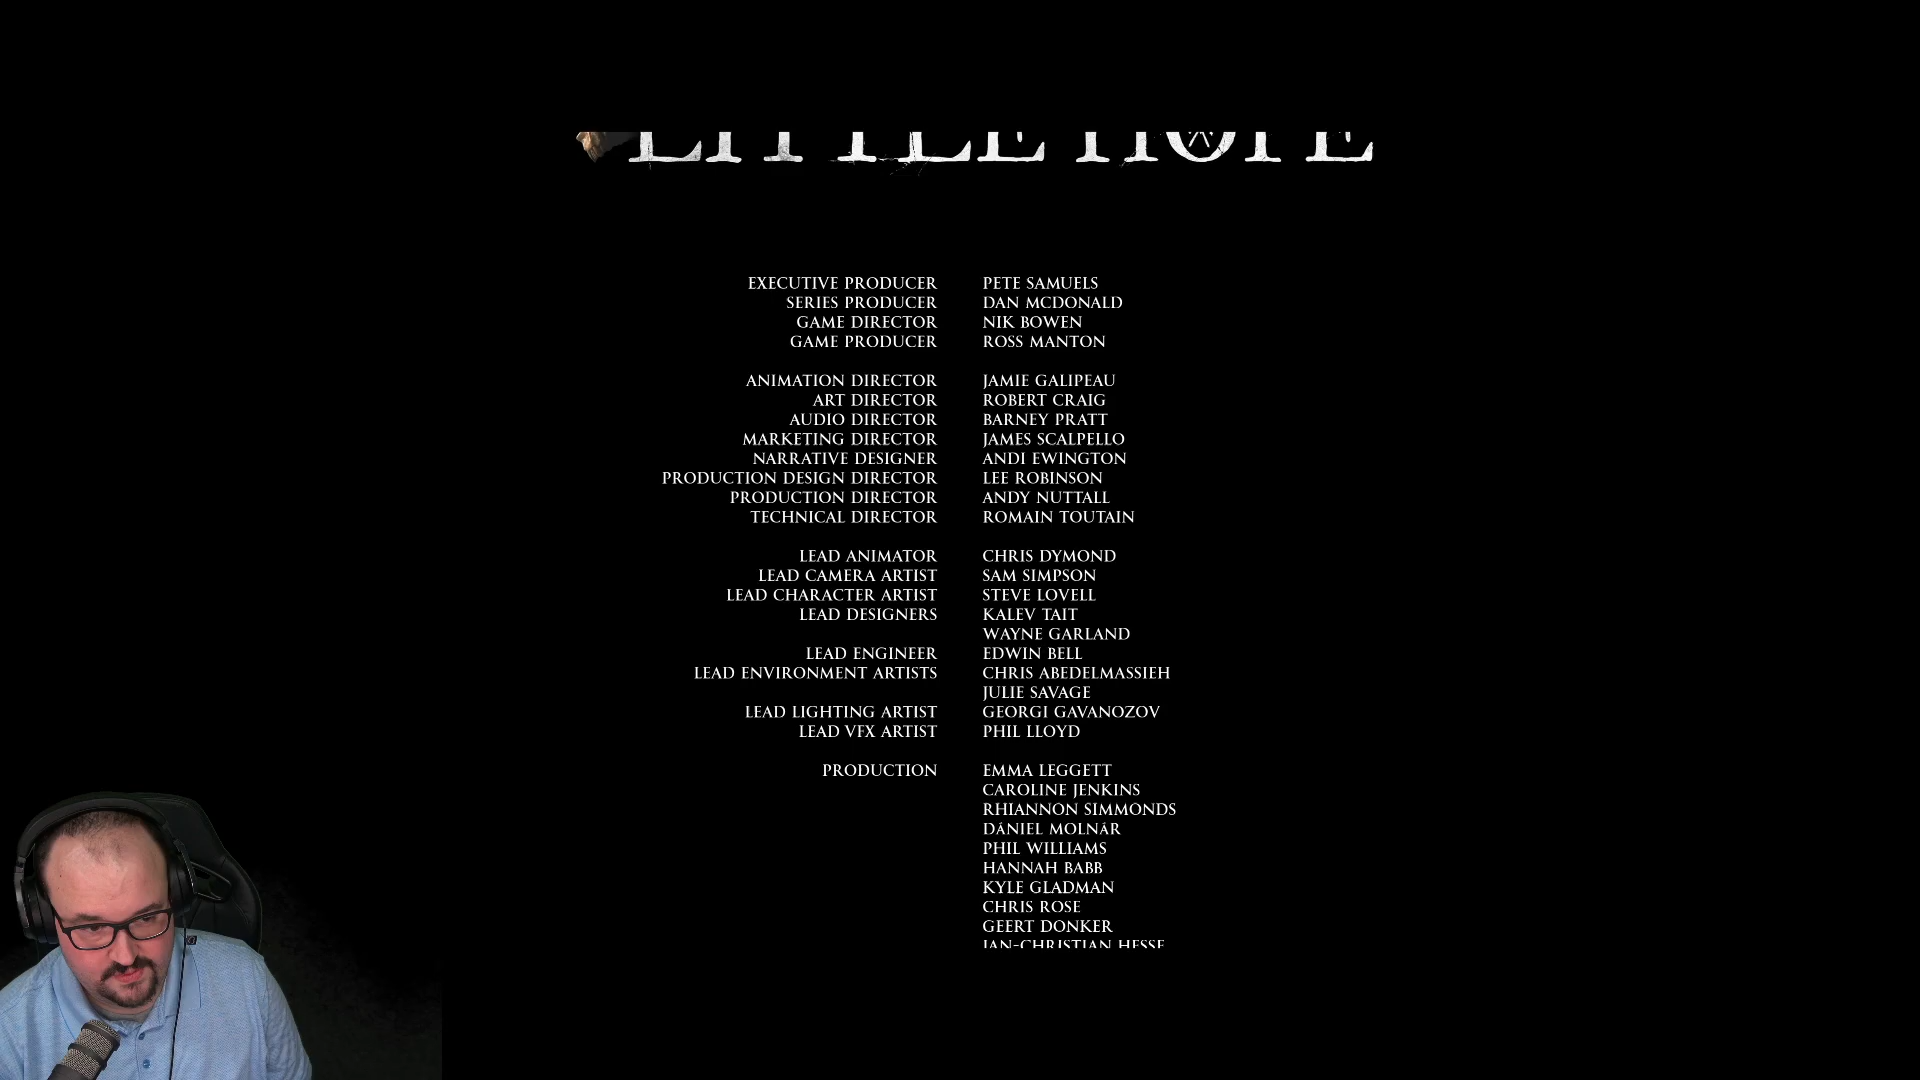 LITTLE HOPE
EXECUTIVE PRODUCER PETE SAMUELS
SERIES PRODUCER DAN MCDONALD
GAME DIRECTOR NIK BOWEN
GAME PRODUCER ROSS MANTON
ANIMATION DIRECTOR JAMIE GALIPEAU
ART DIRECTOR ROBERT CRAIG
AUDIO DIRECTOR BARNEY PRATT
MARKETING DIRECTOR JAMES SCALPELLO
NARRATIVE DESIGNER ANDI EWINGTON
PRODUCTION DESIGN DIRECTOR LEE ROBINSON
PRODUCTION DIRECTOR ANDY NUTTALL
TECHNICAL DIRECTOR ROMAIN TOUTAIN
LEAD ANIMATOR CHRIS DYMOND
LEAD CAMERA ARTIST SAM SIMPSON
LEAD CHARACTER ARTIST STEVE LOVELL
LEAD DESIGNERS KALEV TAIT
WAYNE GARLAND
LEAD ENGINEER EDWIN BELL
LEAD ENVIRONMENT ARTISTS CHRIS ABEDELMASSIEH
JULIE SAVAGE
LEAD LIGHTING ARTIST GEORGI GAVANOZOV
LEAD VFX ARTIST PHIL LLOYD
PRODUCTION EMMA LEGGETT
CAROLINE JENKINS
RHIANNON SIMMONDS
DÁNIEL MOLNÁR
PHIL WILLIAMS
HANNAH BABB
KYLE GLADMAN
CHRIS ROSE
GEERT DONKER
JAN-CHRISTIAN HESSE